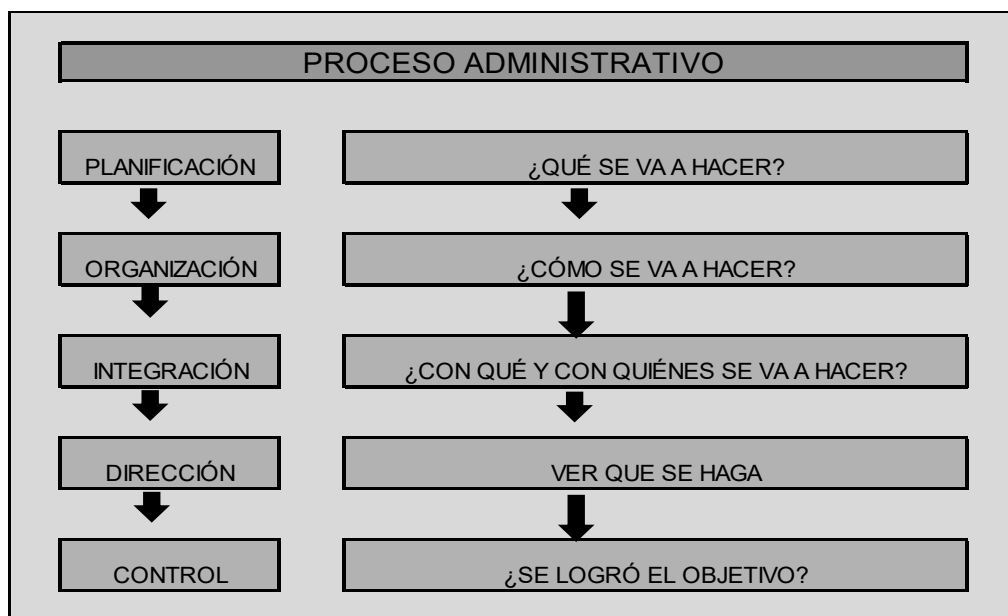 PROCESO ADMINISTRATIVO
PLANIFICACIÓN
¿QUÉ SE VA A HACER?
ORGANIZACIÓN
¿CÓMO SE VA A HACER?
INTEGRACIÓN
¿CON QUÉ Y CON QUIÉNES SE VA A HACER?
DIRECCIÓN
VER QUE SE HAGA
CONTROL
¿SE LOGRÓ EL OBJETIVO?